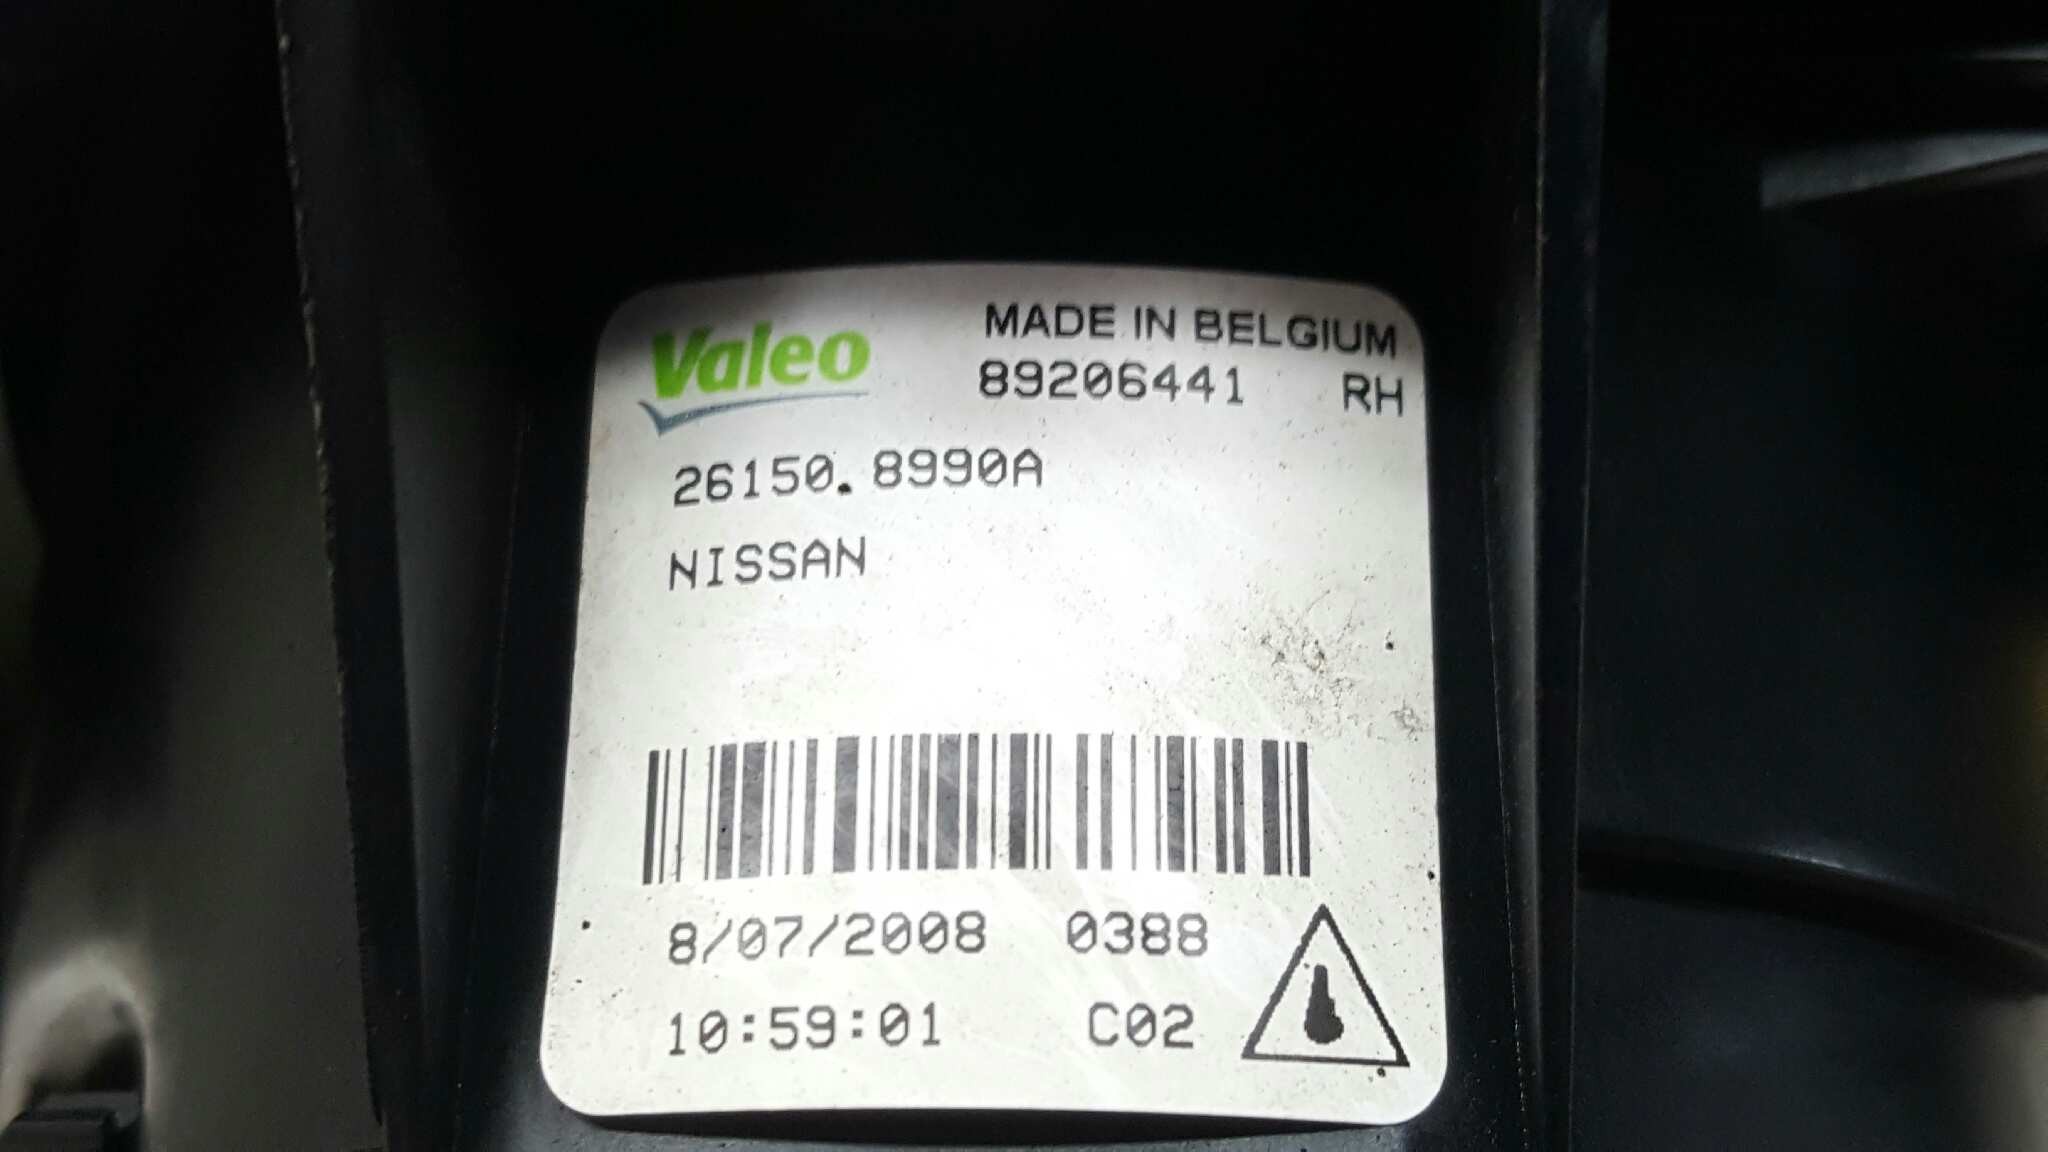 Valeo
MADE IN BELGIUM
89206441 RH
26150.8990A
NISSAN
8/07/2008 0388
10:59:01 C02